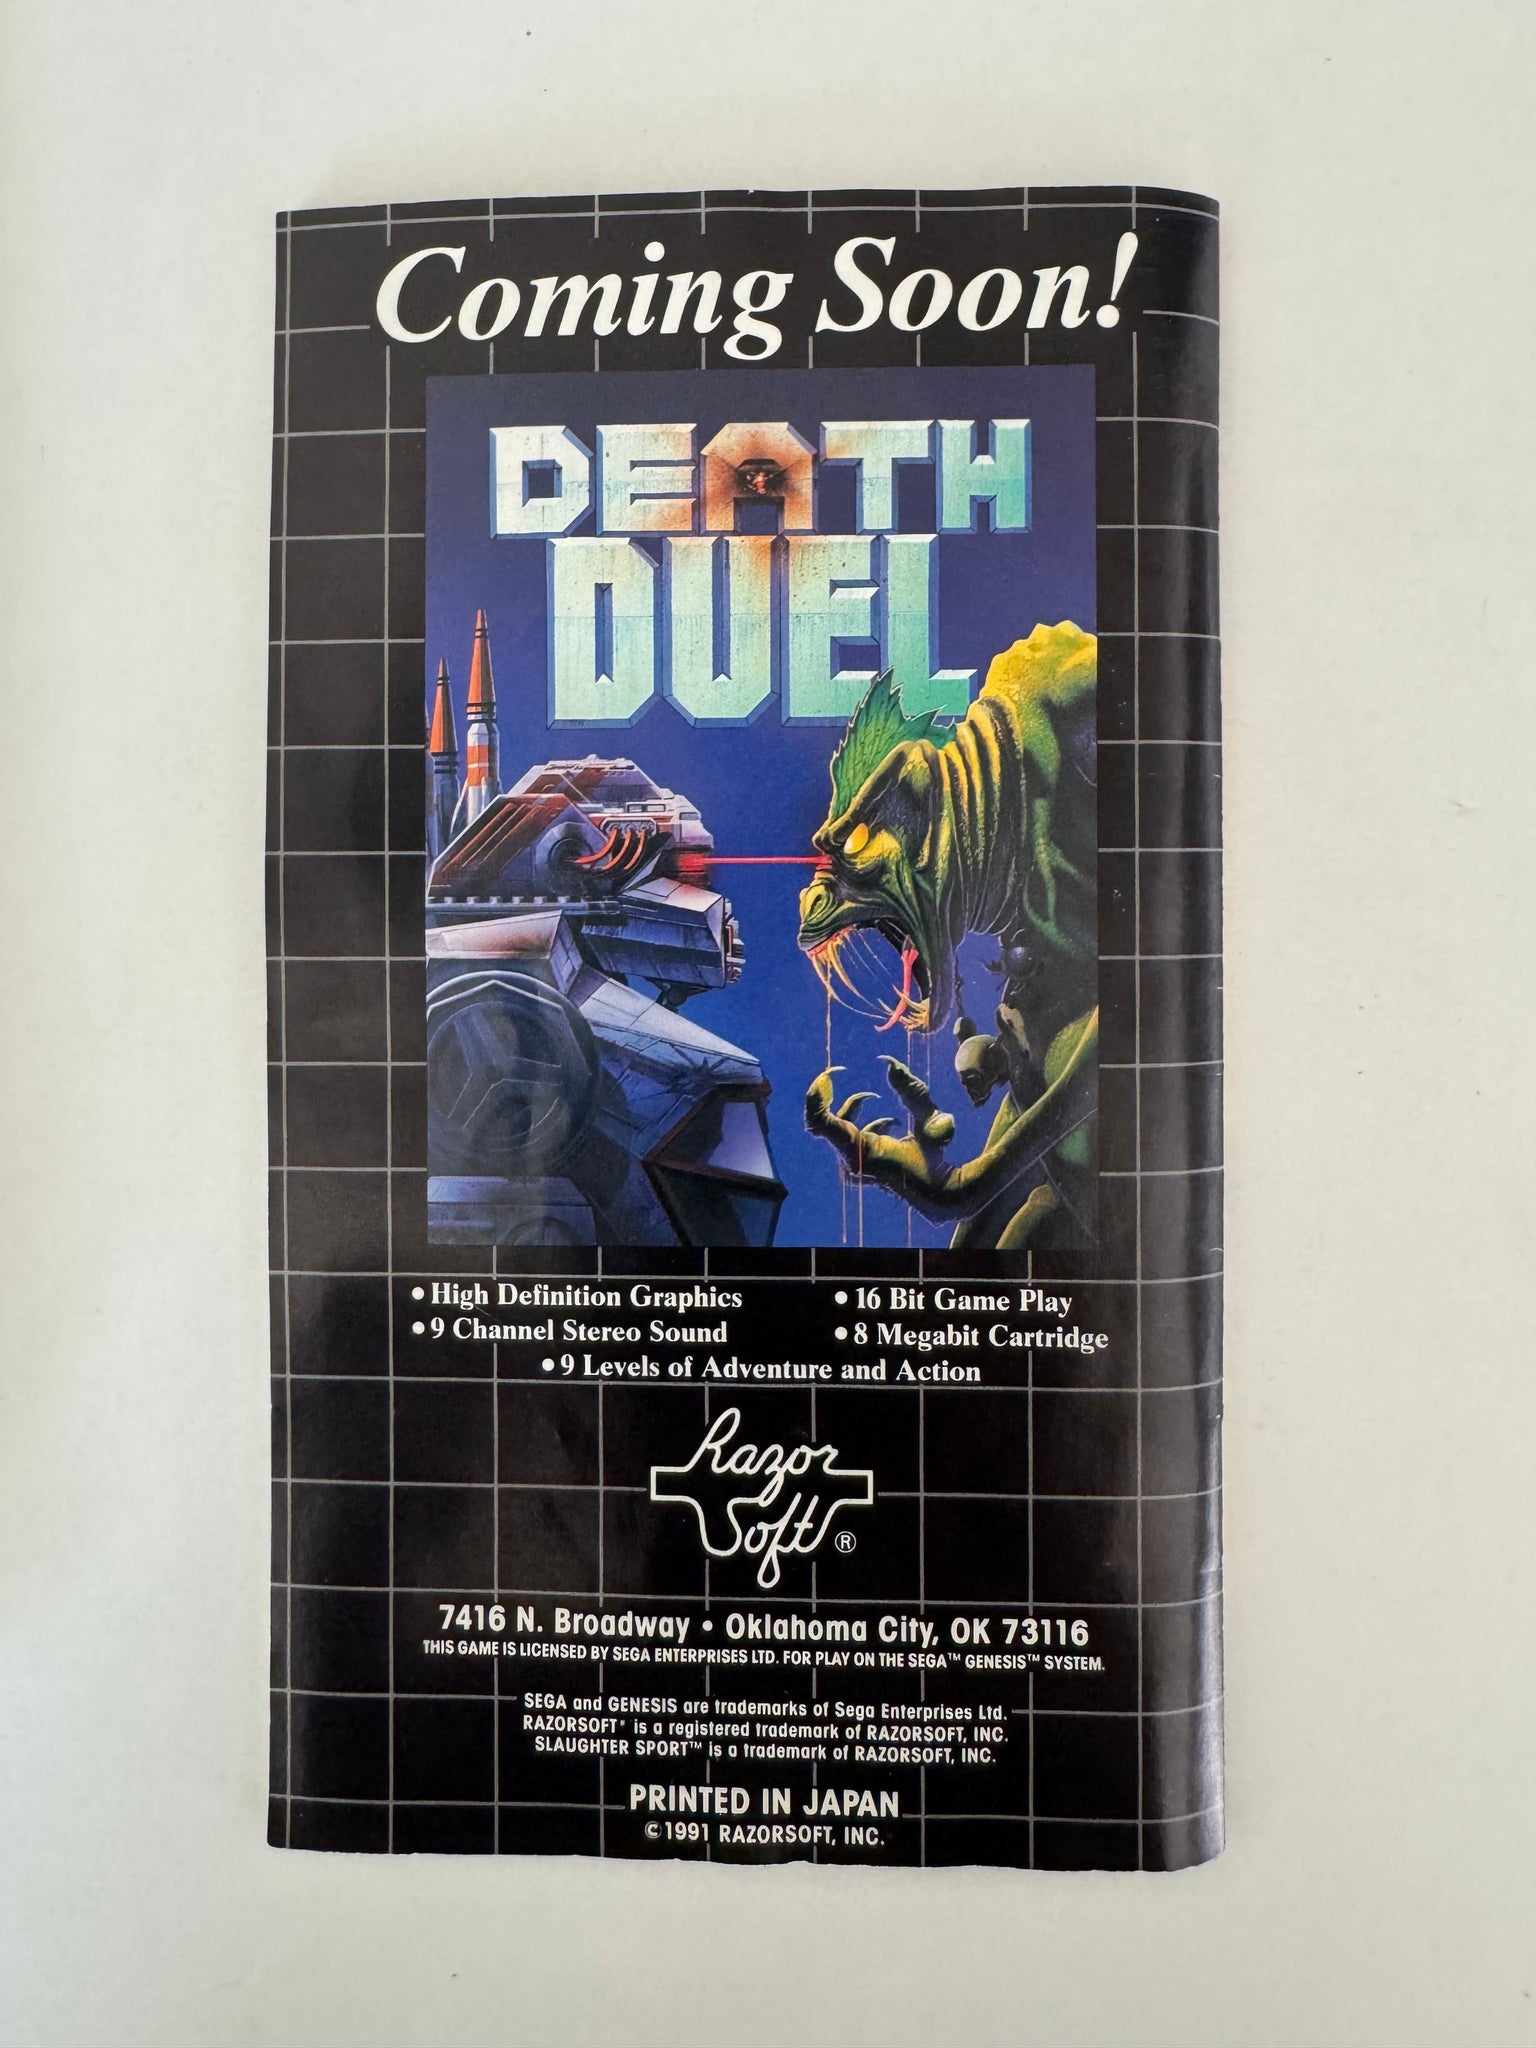 Coming Soon!
DEATH
DUEL
• High Definition Graphics
• 16 Bit Game Play
• 9 Channel Stereo Sound
• 8 Megabit Cartridge
• 9 Levels of Adventure and Action
Razor
Soft ®
7416 N. Broadway • Oklahoma City, OK 73116
THIS GAME IS LICENSED BY SEGA ENTERPRISES LTD. FOR PLAY ON THE SEGA™ GENESIS™ SYSTEM.
SEGA and GENESIS are trademarks of Sega Enterprises Ltd.
RAZORSOFT® is a registered trademark of RAZORSOFT, INC.
SLAUGHTER SPORT™ is a trademark of RAZORSOFT, INC.
PRINTED IN JAPAN
©1991 RAZORSOFT, INC.